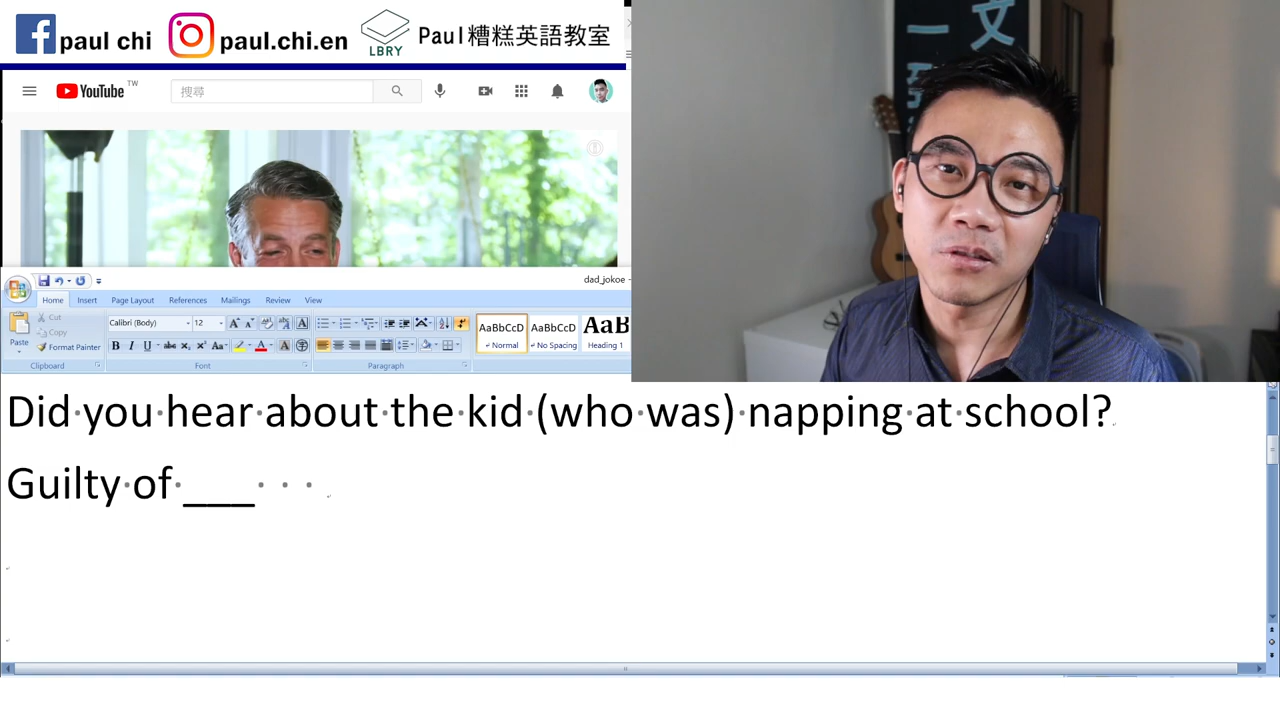 paul chi
paul.chi.en
LBRY
Paul糟糕英語教室
YouTube TW
搜尋
文
一
dad_jokoe -
Home Insert Page Layout References Mailings Review View
Paste
Cut
Copy
Format Painter
Calibri (Body) 12
AaBbCcD AaBbCcD AaB
Normal No Spacing Heading 1
Clipboard Font Paragraph
Did you hear about the kid (who was) napping at school?
Guilty of ___